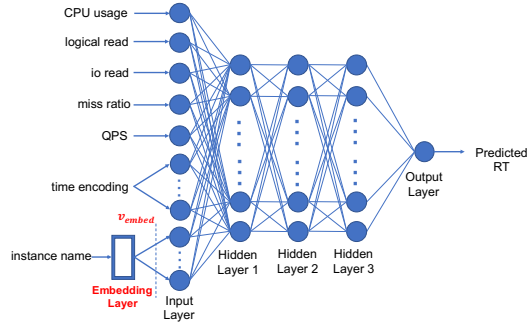 CPU usage
logical read
io read
miss ratio
QPS
time encoding
v_embed
instance name
Embedding
Layer
Input
Layer
Hidden
Layer 1
Hidden
Layer 2
Hidden
Layer 3
Output
Layer
Predicted
RT